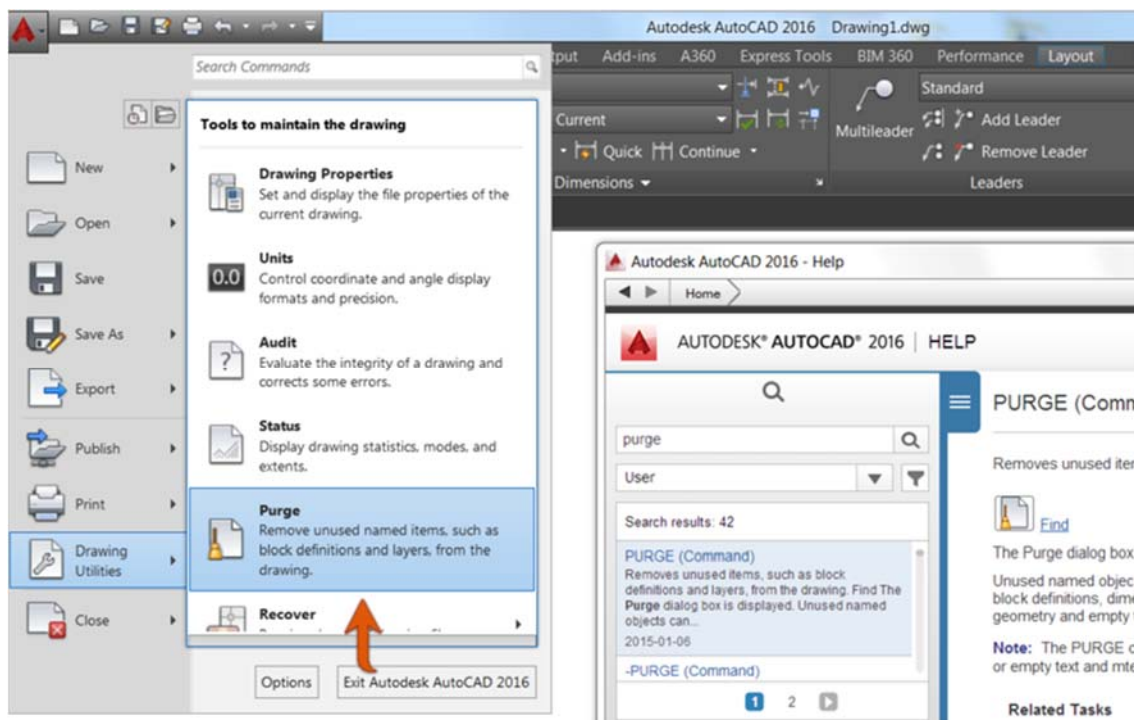 Autodesk AutoCAD 2016 Drawing1.dwg
Add-ins A360 Express Tools BIM 360 Performance Layout
Search Commands
Standard
Current
Multileader
Add Leader
Quick Continue
Remove Leader
Dimensions
Leaders
Tools to maintain the drawing
New
Open
Save
Save As
Export
Publish
Print
Drawing
Utilities
Close
Drawing Properties
Set and display the file properties of the
current drawing.
0.0
Units
Control coordinate and angle display
formats and precision.
Audit
Evaluate the integrity of a drawing and
corrects some errors.
Status
Display drawing statistics, modes, and
extents.
Purge
Remove unused named items, such as
block definitions and layers, from the
drawing.
Recover
Options
Exit Autodesk AutoCAD 2016
Autodesk AutoCAD 2016 - Help
Home
AUTODESK® AUTOCAD® 2016 | HELP
purge
User
Search results: 42
PURGE (Command)
Removes unused items, such as block
definitions and layers, from the drawing. Find The
Purge dialog box is displayed. Unused named
objects can...
2015-01-06
-PURGE (Command)
1 2
PURGE (Comm
Removes unused iter
Find
The Purge dialog box
Unused named objec
block definitions, dime
geometry and empty
Note: The PURGE c
or empty text and mte
Related Tasks